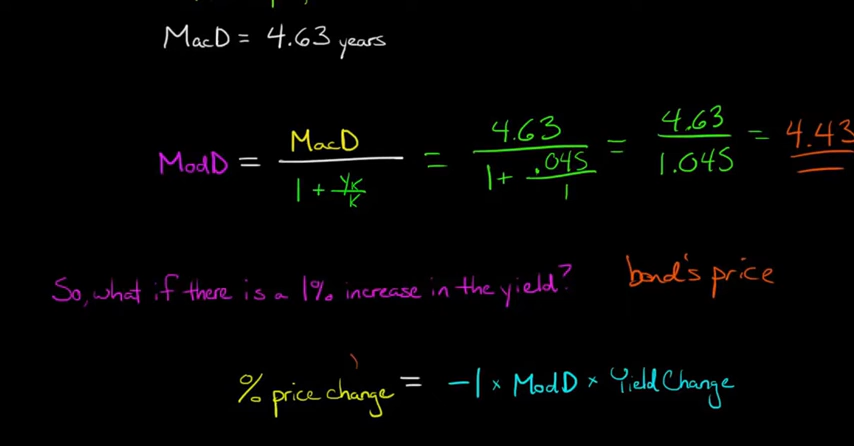 MacD = 4.63 years
ModD = MacD / (1 + yk/k) = 4.63 / (1 + .045/1) = 4.63 / 1.045 = 4.43
So, what if there is a 1% increase in the yield? bond's price
% price change = -1 × ModD × Yield Change